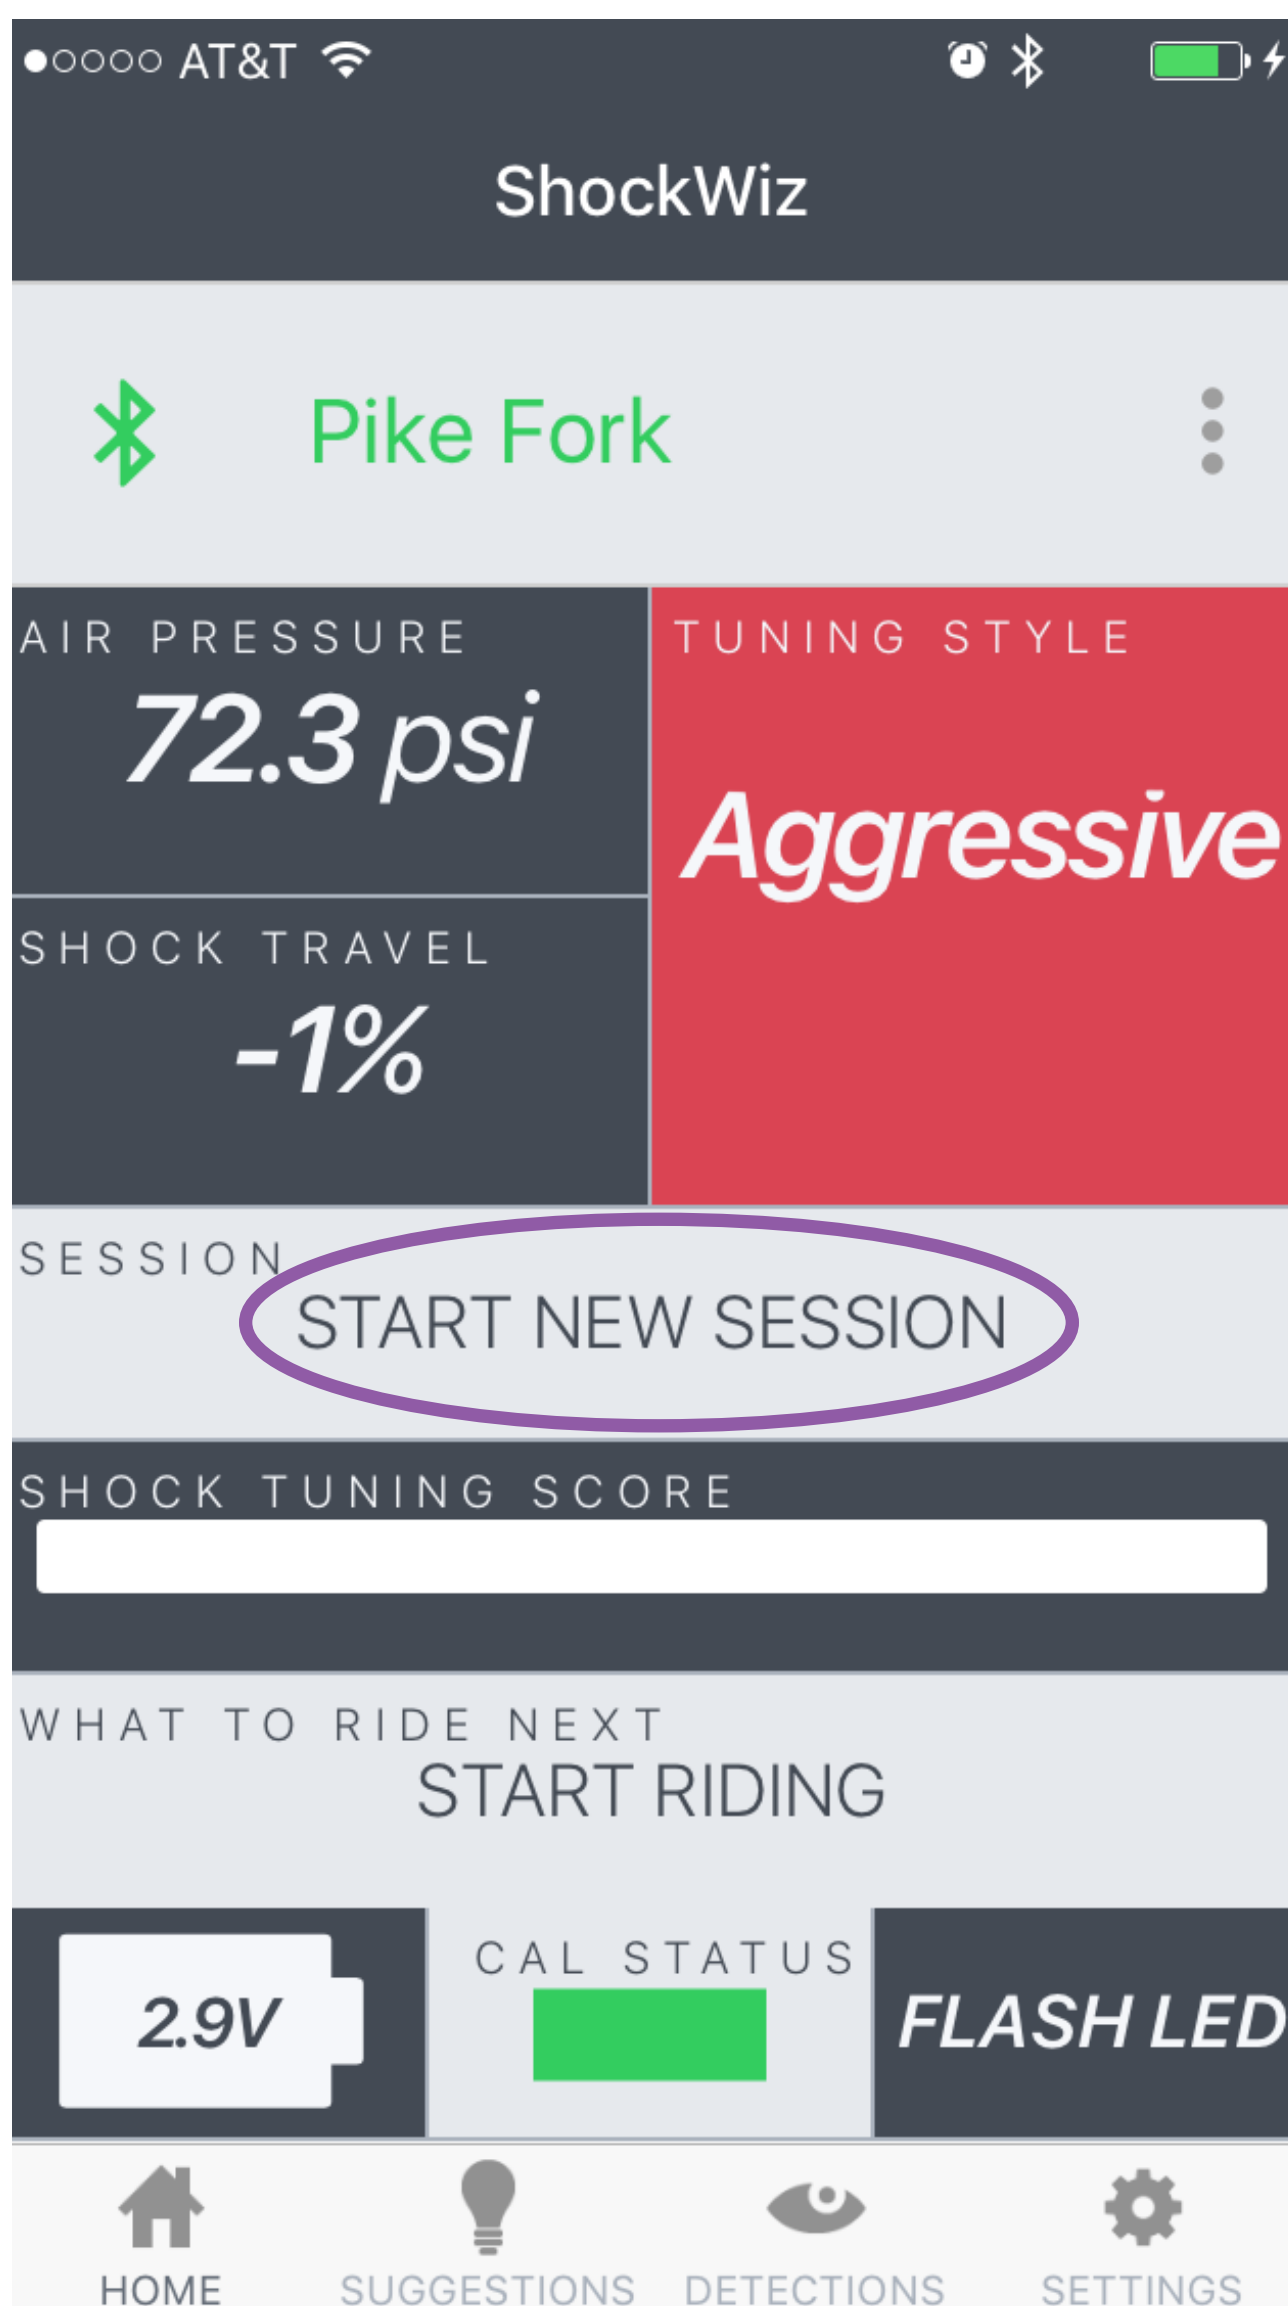 AT&T
ShockWiz
Pike Fork
AIR PRESSURE
72.3 psi
TUNING STYLE
Aggressive
SHOCK TRAVEL
-1%
SESSION
START NEW SESSION
SHOCK TUNING SCORE
WHAT TO RIDE NEXT
START RIDING
2.9V
CAL STATUS
FLASH LED
HOME
SUGGESTIONS
DETECTIONS
SETTINGS